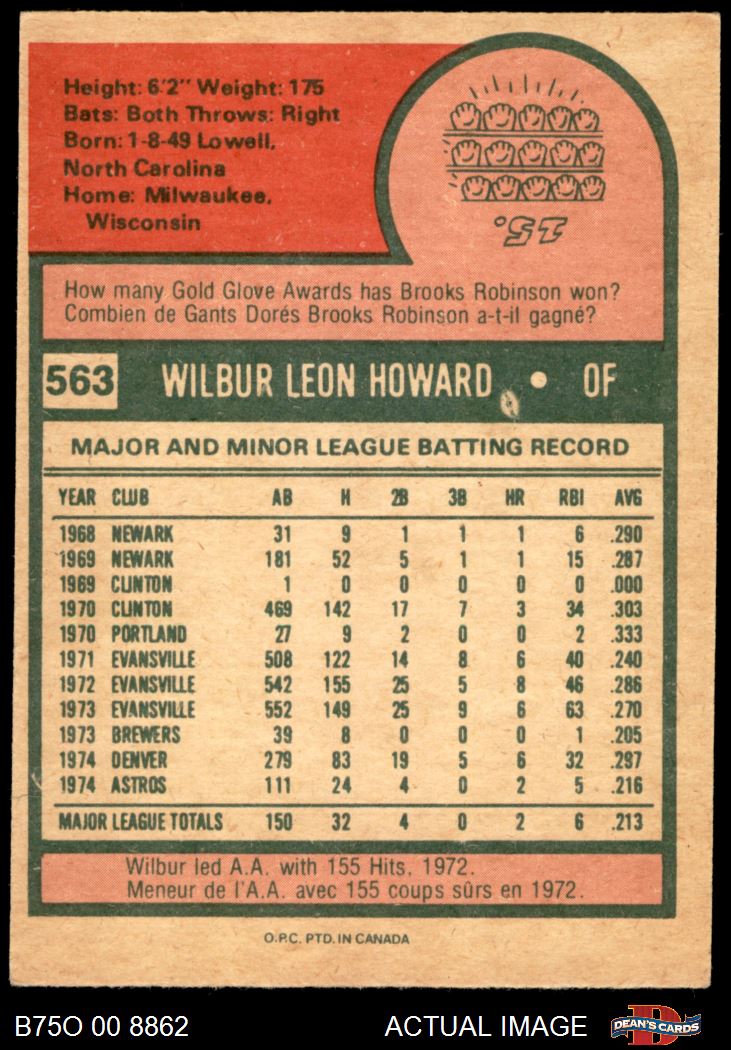 Height: 6'2" Weight: 175
Bats: Both Throws: Right
Born: 1-8-49 Lowell,
North Carolina
Home: Milwaukee,
Wisconsin
15.
How many Gold Glove Awards has Brooks Robinson won?
Combien de Gants Dorés Brooks Robinson a-t-il gagné?
563 WILBUR LEON HOWARD • OF
MAJOR AND MINOR LEAGUE BATTING RECORD
YEAR CLUB AB H 2B 3B HR RBI AVG
1968 NEWARK 31 9 1 1 1 6 .290
1969 NEWARK 181 52 5 1 1 15 .287
1969 CLINTON 1 0 0 0 0 0 .000
1970 CLINTON 469 142 17 7 3 34 .303
1970 PORTLAND 27 9 2 0 0 2 .333
1971 EVANSVILLE 508 122 14 8 6 40 .240
1972 EVANSVILLE 542 155 25 5 8 46 .286
1973 EVANSVILLE 552 149 25 9 6 63 .270
1973 BREWERS 39 8 0 0 0 1 .205
1974 DENVER 279 83 19 5 6 32 .297
1974 ASTROS 111 24 4 0 2 5 .216
MAJOR LEAGUE TOTALS 150 32 4 0 2 6 .213
Wilbur led A.A. with 155 Hits, 1972.
Meneur de l'A.A. avec 155 coups sûrs en 1972.
O.P.C. PTD. IN CANADA
B75O 00 8862 ACTUAL IMAGE DEAN'S CARDS